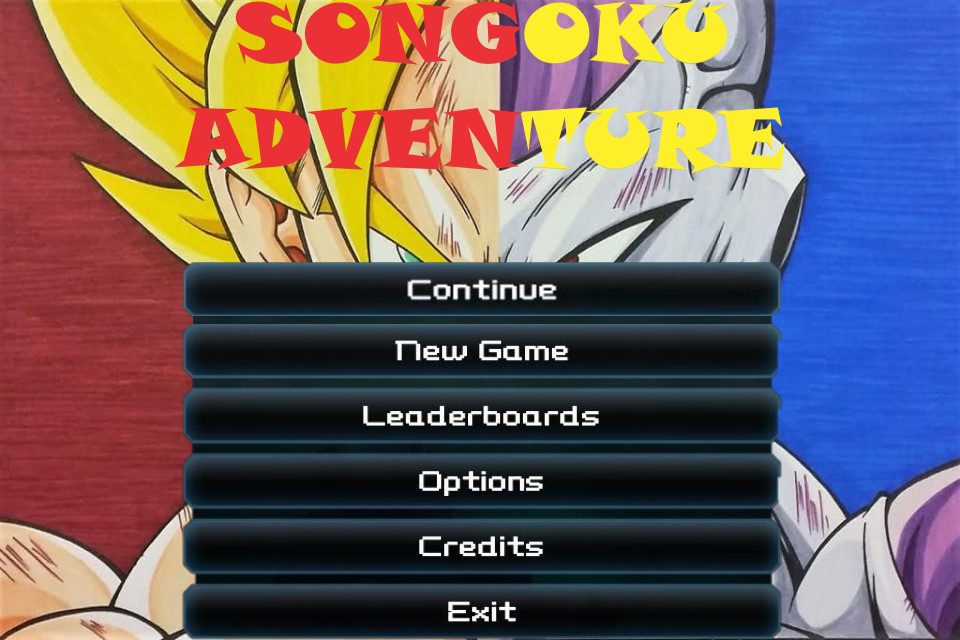 SONGOKU
ADVENTURE
Continue
New Game
Leaderboards
Options
Credits
Exit